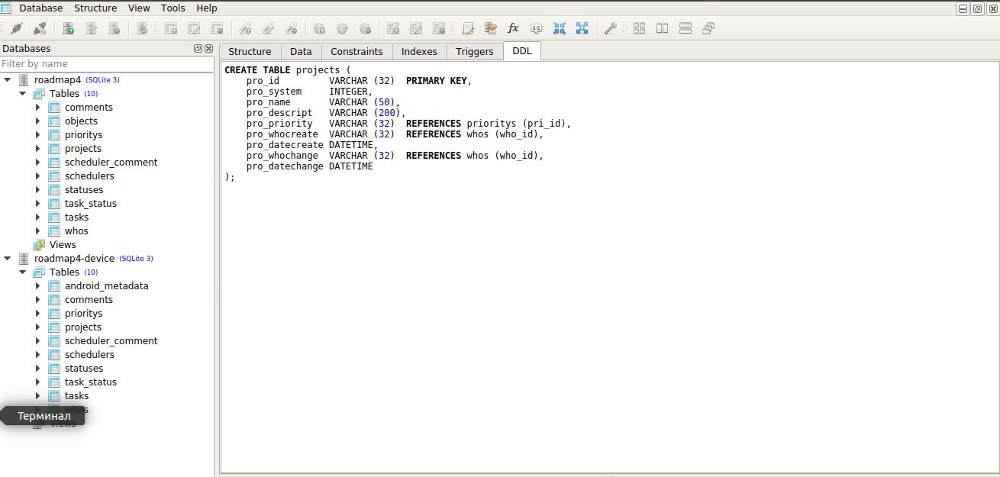 Database Structure View Tools Help
Databases
Filter by name
roadmap4 (SQLite 3)
Tables (10)
comments
objects
prioritys
projects
scheduler_comment
schedulers
statuses
task_status
tasks
whos
Views
roadmap4-device (SQLite 3)
Tables (10)
android_metadata
comments
prioritys
projects
scheduler_comment
schedulers
statuses
task_status
tasks
whos
Views
Терминал
Structure Data Constraints Indexes Triggers DDL
CREATE TABLE projects (
    pro_id         VARCHAR (32)  PRIMARY KEY,
    pro_system     INTEGER,
    pro_name       VARCHAR (50),
    pro_descript   VARCHAR (200),
    pro_priority   VARCHAR (32)  REFERENCES prioritys (pri_id),
    pro_whocreate  VARCHAR (32)  REFERENCES whos (who_id),
    pro_datecreate DATETIME,
    pro_whochange  VARCHAR (32)  REFERENCES whos (who_id),
    pro_datechange DATETIME
);